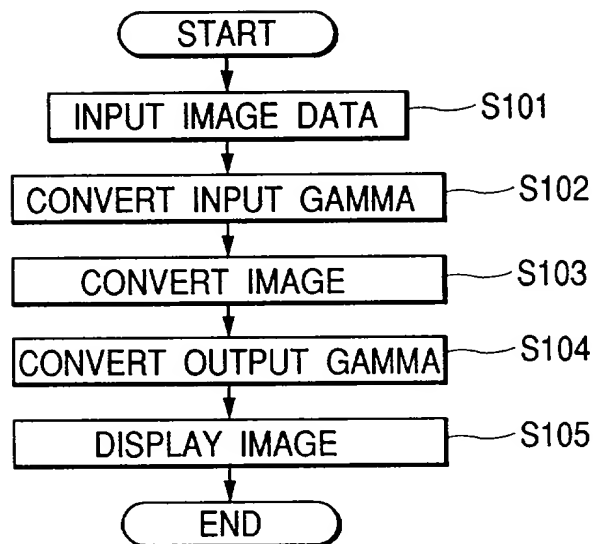 START
INPUT IMAGE DATA S101
CONVERT INPUT GAMMA S102
CONVERT IMAGE S103
CONVERT OUTPUT GAMMA S104
DISPLAY IMAGE S105
END